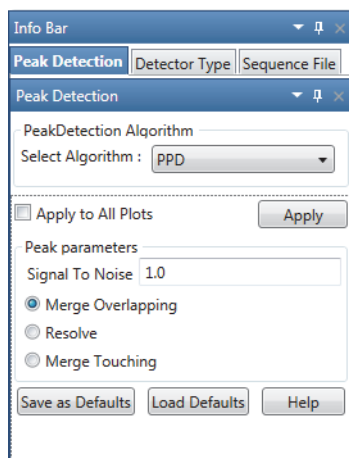 Info Bar
Peak Detection Detector Type Sequence File
Peak Detection
PeakDetection Algorithm
Select Algorithm : PPD
Apply to All Plots Apply
Peak parameters
Signal To Noise 1.0
Merge Overlapping
Resolve
Merge Touching
Save as Defaults Load Defaults Help